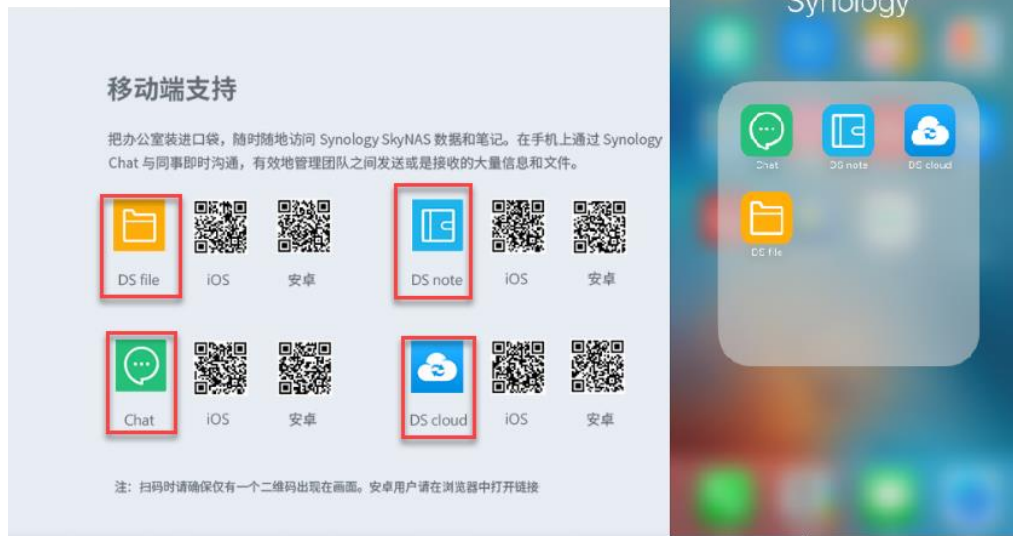 移动端支持
把办公室装进口袋，随时随地访问 Synology SkyNAS 数据和笔记。在手机上通过 Synology
Chat 与同事即时沟通，有效地管理团队之间发送或是接收的大量信息和文件。
DS file iOS 安卓 DS note iOS 安卓
Chat iOS 安卓 DS cloud iOS 安卓
注：扫码时请确保仅有一个二维码出现在画面。安卓用户请在浏览器中打开链接
Synology
Chat DS note DS cloud
DS file